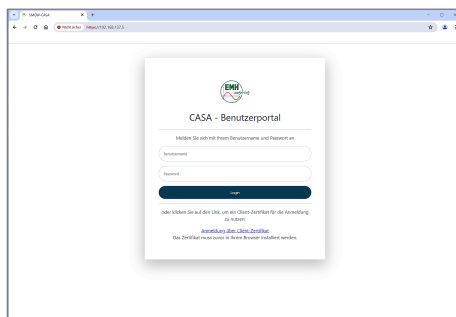 SMGW-CASA
Nicht sicher https://192.168.137.5
EMH
metering
CASA - Benutzerportal
Melden Sie sich mit Ihrem Benutzername und Passwort an
Benutzername
Passwort
Login
oder klicken Sie auf den Link, um ein Client-Zertifikat für die Anmeldung
zu nutzen:
Anmeldung über Client-Zertifikat
Das Zertifikat muss zuvor in Ihrem Browser installiert werden.